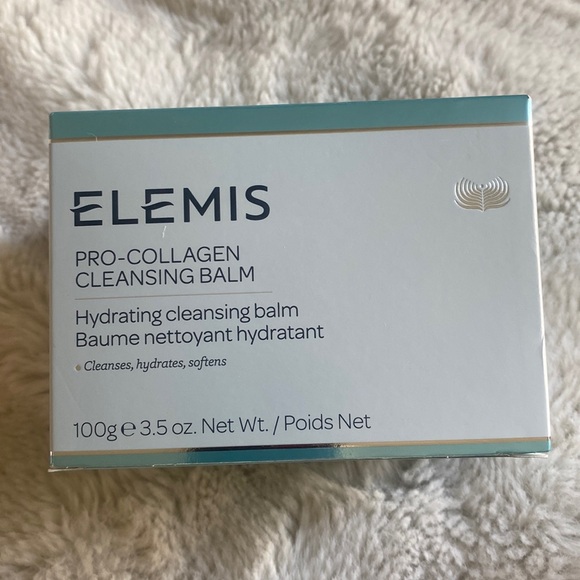 ELEMIS
PRO-COLLAGEN
CLEANSING BALM
Hydrating cleansing balm
Baume nettoyant hydratant
Cleanses, hydrates, softens
100g ℮ 3.5 oz. Net Wt. / Poids Net